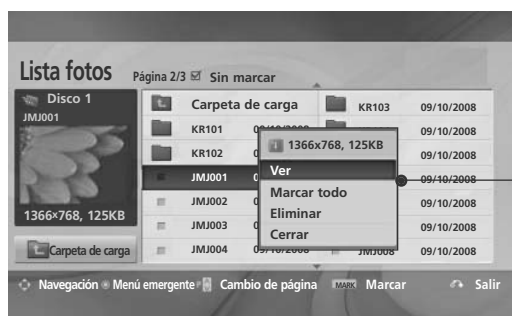 Lista fotos Página 2/3 Sin marcar
Disco 1
JMJ001
1366×768, 125KB
Carpeta de carga
Carpeta de carga
KR101
KR102
JMJ001
JMJ002
JMJ003
JMJ004
KR103 09/10/2008
09/10/2008
09/10/2008
09/10/2008
09/10/2008
09/10/2008
JMJ008 09/10/2008
1366x768, 125KB
Ver
Marcar todo
Eliminar
Cerrar
Navegación Menú emergente P Cambio de página MARK Marcar Salir